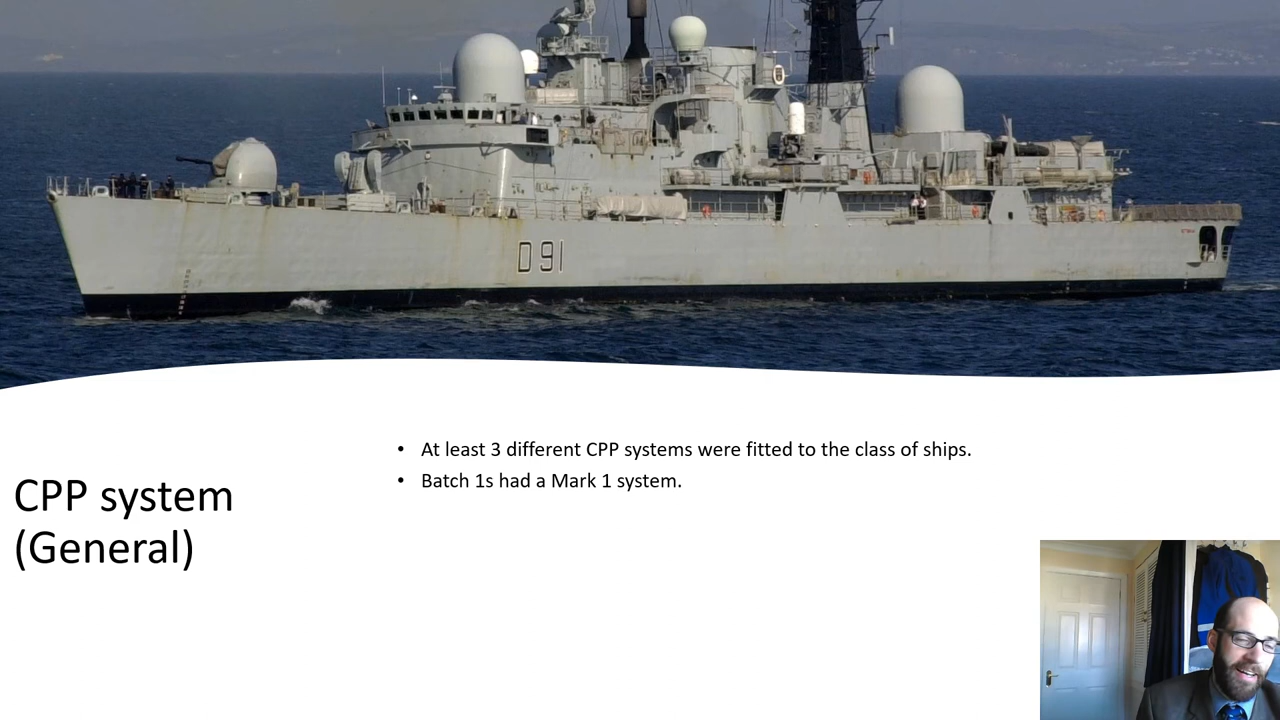 D91
CPP system
(General)
• At least 3 different CPP systems were fitted to the class of ships.
• Batch 1s had a Mark 1 system.